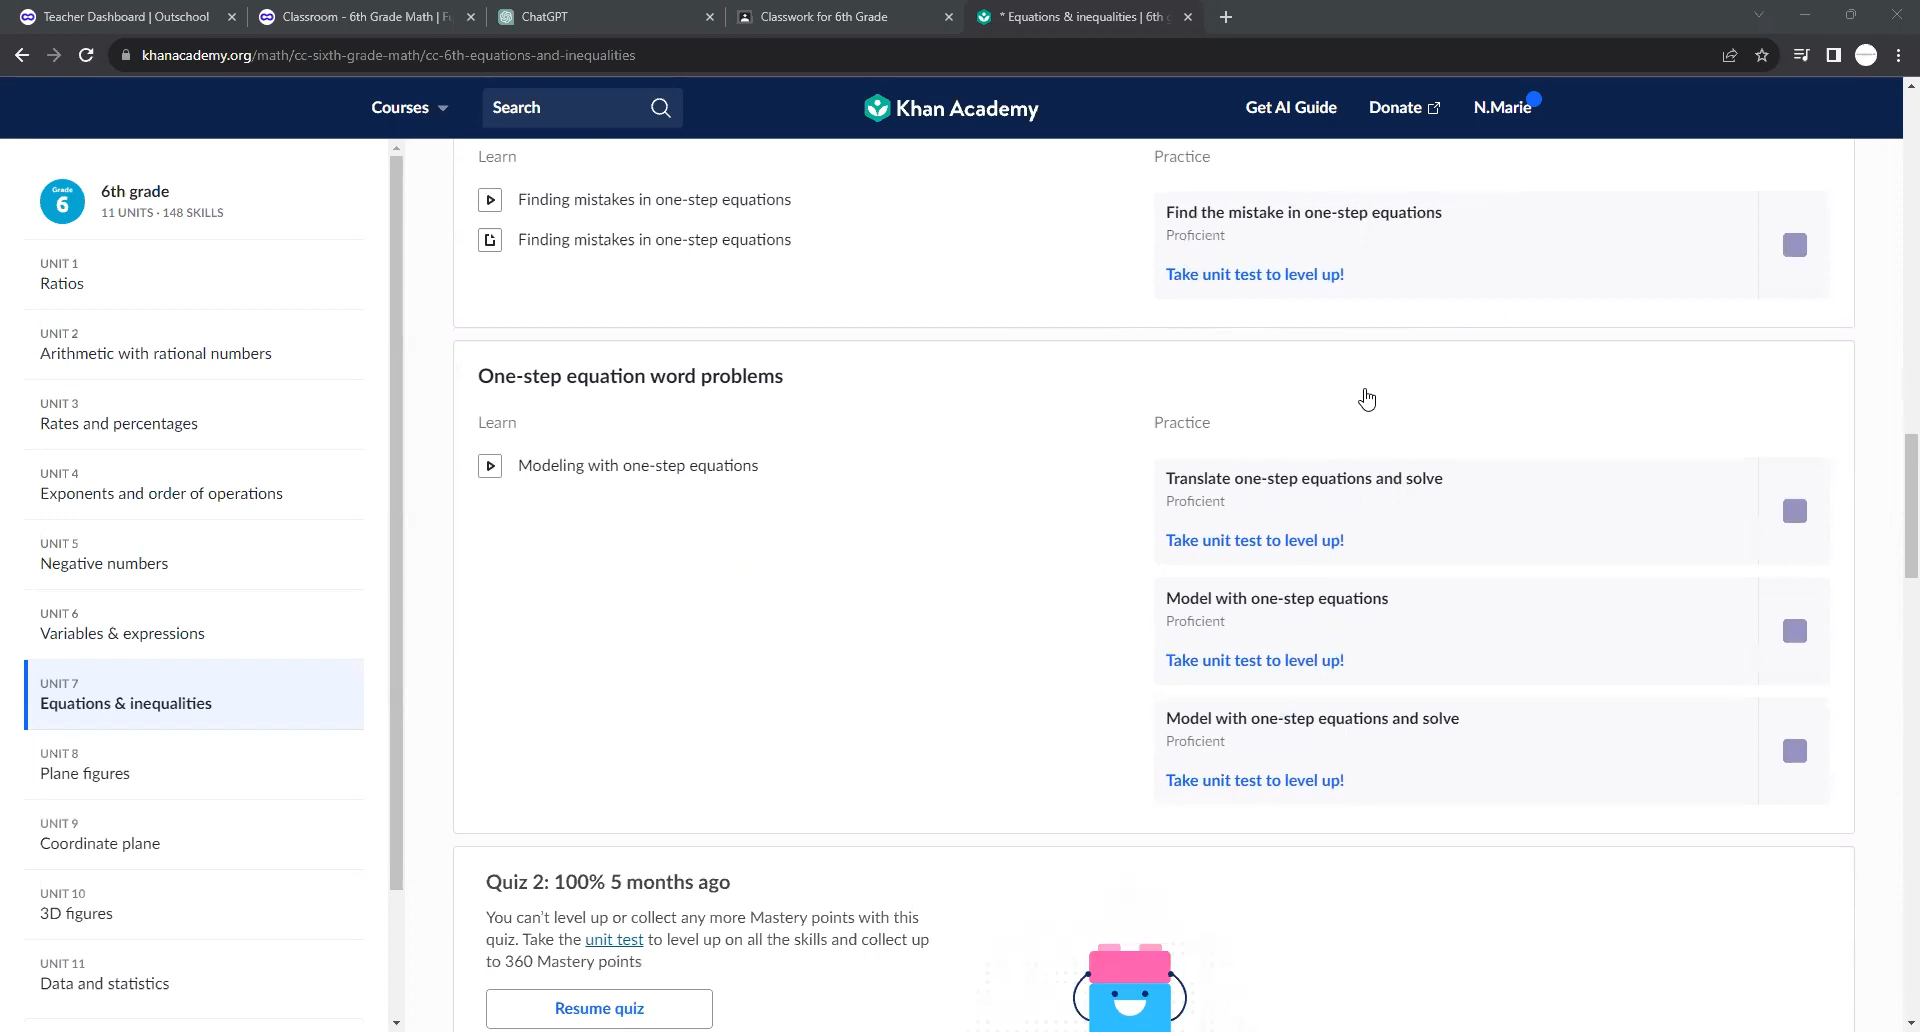 Teacher Dashboard | Outschool
Classroom - 6th Grade Math | Fu
ChatGPT
Classwork for 6th Grade
* Equations & inequalities | 6th g
khanacademy.org/math/cc-sixth-grade-math/cc-6th-equations-and-inequalities
Courses
Search
Khan Academy
Get AI Guide
Donate
N.Marie
Grade
6
6th grade
11 UNITS · 148 SKILLS
UNIT 1
Ratios
UNIT 2
Arithmetic with rational numbers
UNIT 3
Rates and percentages
UNIT 4
Exponents and order of operations
UNIT 5
Negative numbers
UNIT 6
Variables & expressions
UNIT 7
Equations & inequalities
UNIT 8
Plane figures
UNIT 9
Coordinate plane
UNIT 10
3D figures
UNIT 11
Data and statistics
Learn
Finding mistakes in one-step equations
Finding mistakes in one-step equations
Practice
Find the mistake in one-step equations
Proficient
Take unit test to level up!
One-step equation word problems
Learn
Modeling with one-step equations
Practice
Translate one-step equations and solve
Proficient
Take unit test to level up!
Model with one-step equations
Proficient
Take unit test to level up!
Model with one-step equations and solve
Proficient
Take unit test to level up!
Quiz 2: 100% 5 months ago
You can't level up or collect any more Mastery points with this
quiz. Take the unit test to level up on all the skills and collect up
to 360 Mastery points
Resume quiz